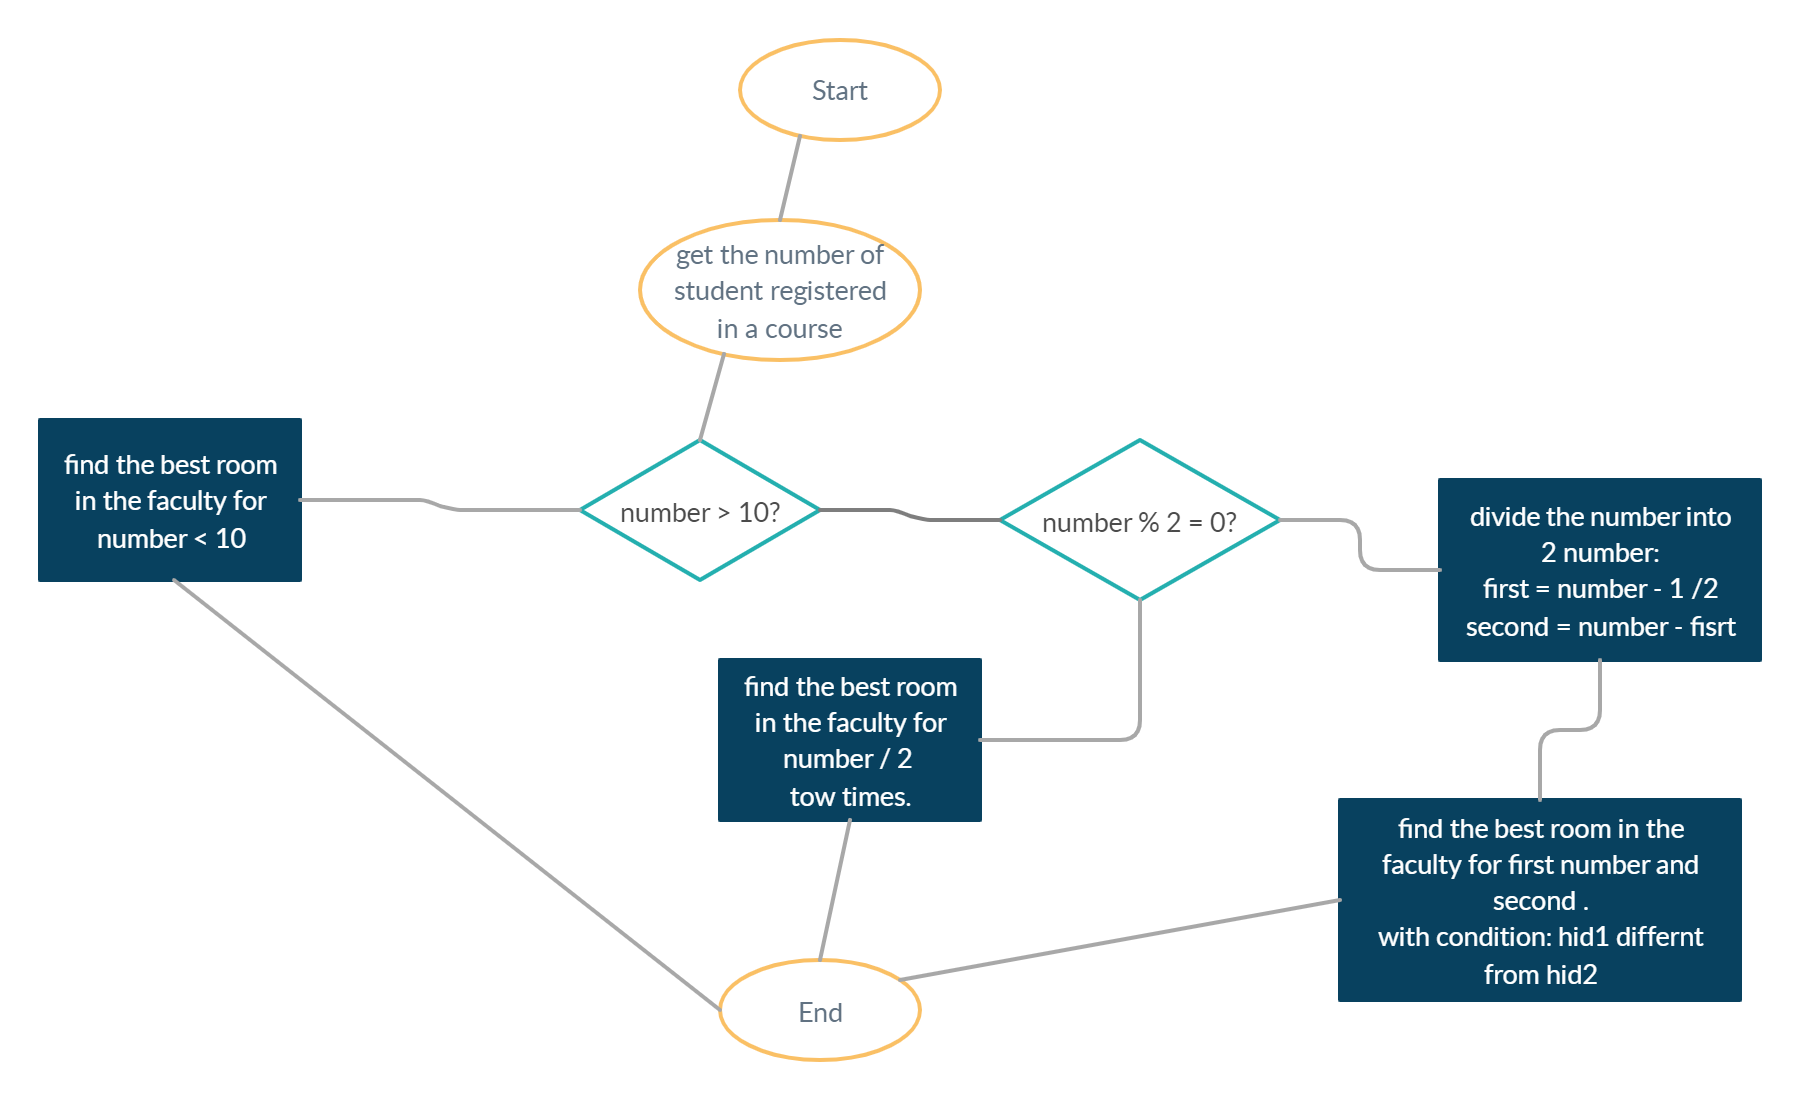 Start
get the number of
student registered
in a course
find the best room
in the faculty for
number < 10
number > 10?
number % 2 = 0?
divide the number into
2 number:
first = number - 1 /2
second = number - fisrt
find the best room
in the faculty for
number / 2
tow times.
find the best room in the
faculty for first number and
second .
with condition: hid1 differnt
from hid2
End